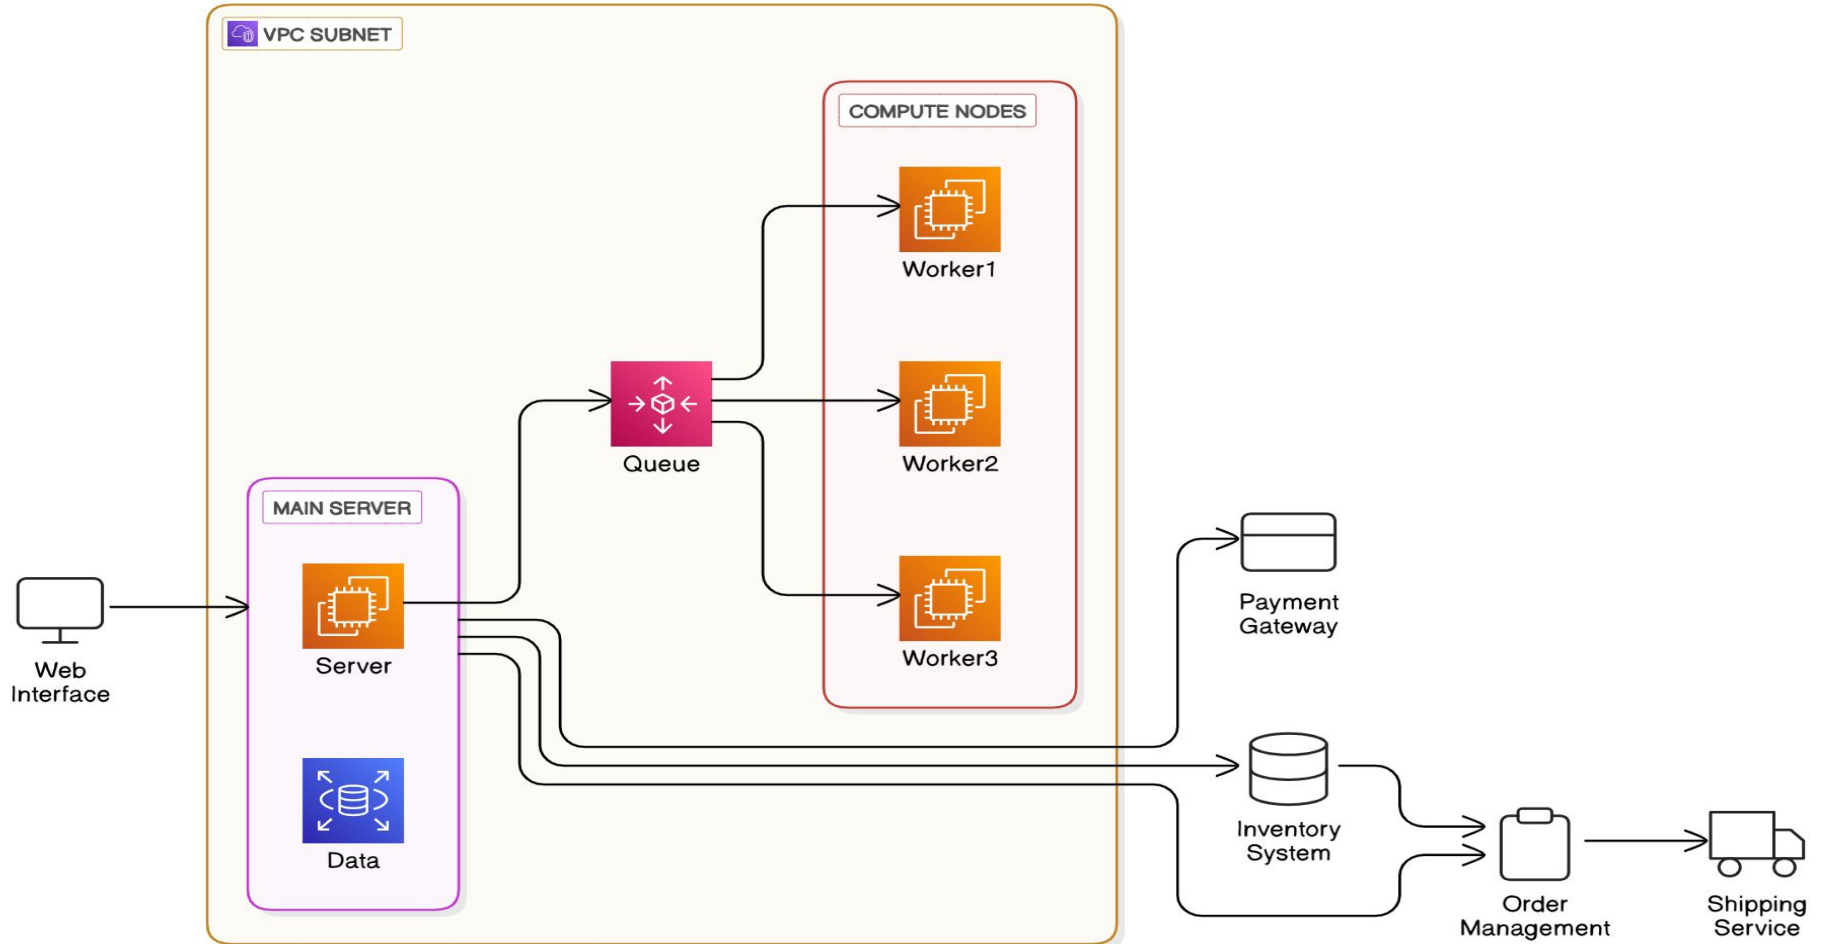 VPC SUBNET
COMPUTE NODES
Worker1
Queue
Worker2
MAIN SERVER
Web
Interface
Server
Worker3
Payment
Gateway
Data
Inventory
System
Order
Management
Shipping
Service